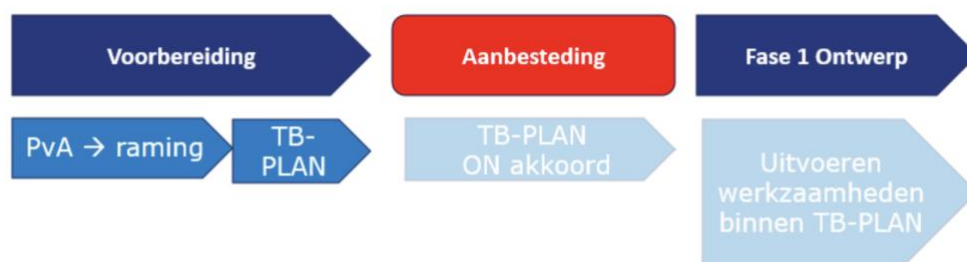 Voorbereiding
Aanbesteding
Fase 1 Ontwerp
PvA → raming
TB-
PLAN
TB-PLAN
ON akkoord
Uitvoeren
werkzaamheden
binnen TB-PLAN